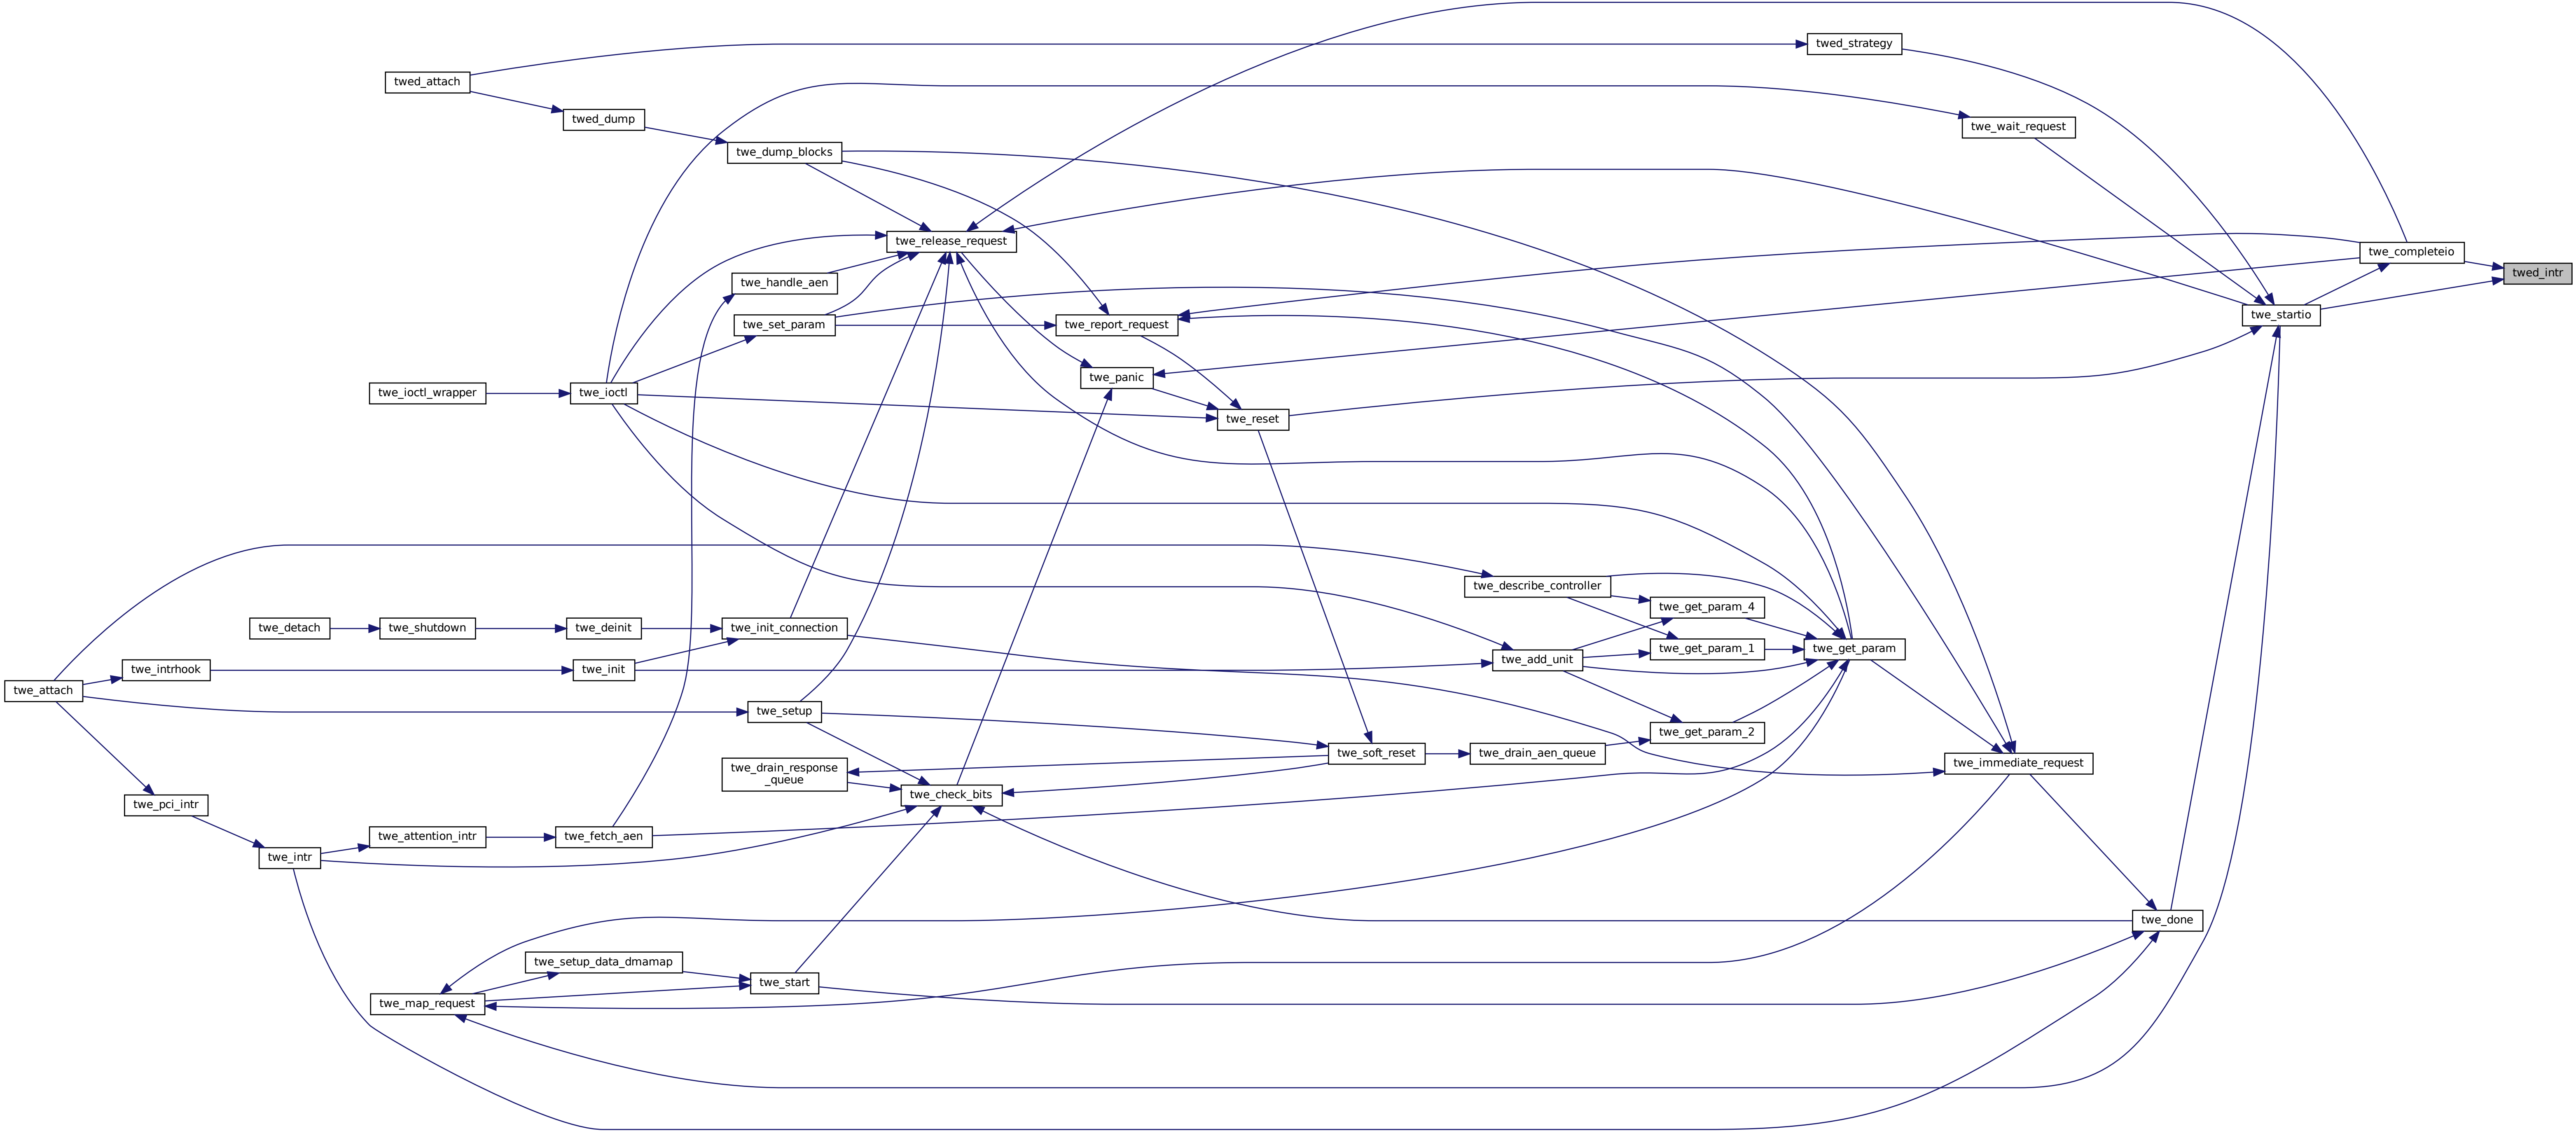 twed_strategy
twed_attach
twed_dump
twe_wait_request
twe_dump_blocks
twe_release_request
twe_completeio
twed_intr
twe_handle_aen
twe_startio
twe_set_param
twe_report_request
twe_panic
twe_ioctl_wrapper
twe_ioctl
twe_reset
twe_describe_controller
twe_get_param_4
twe_detach
twe_shutdown
twe_deinit
twe_init_connection
twe_get_param_1
twe_get_param
twe_add_unit
twe_intrhook
twe_init
twe_attach
twe_setup
twe_get_param_2
twe_soft_reset
twe_drain_aen_queue
twe_immediate_request
twe_drain_response
_queue
twe_check_bits
twe_pci_intr
twe_attention_intr
twe_fetch_aen
twe_intr
twe_done
twe_setup_data_dmamap
twe_start
twe_map_request